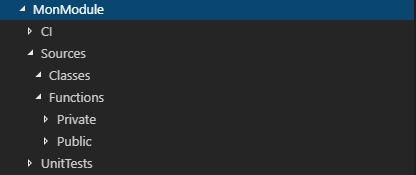 MonModule
CI
Sources
Classes
Functions
Private
Public
UnitTests